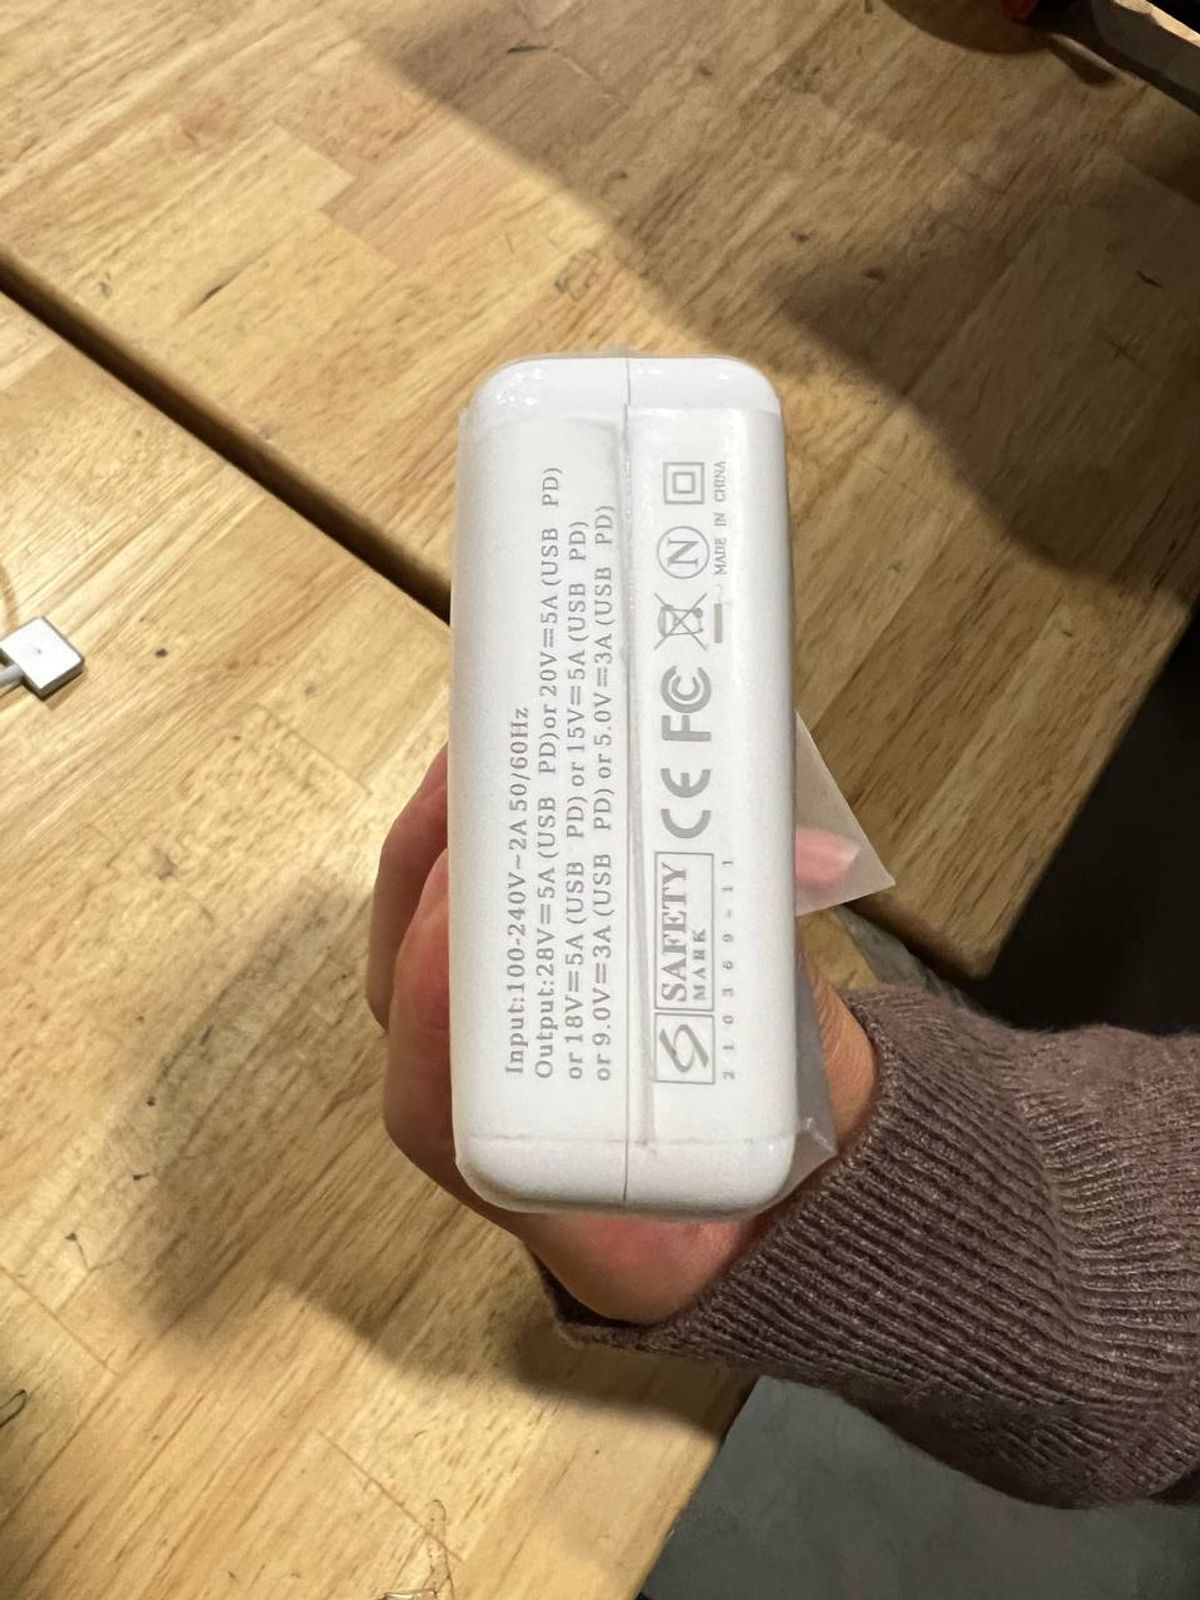 Input:100-240V~2A 50/60Hz
Output:28V⎓5A (USB PD)or 20V⎓5A (USB PD)
or 18V⎓5A (USB PD) or 15V⎓5A (USB PD)
or 9.0V⎓3A (USB PD) or 5.0V⎓3A (USB PD)
SAFETY
MARK
CE FC N
210369-11
MADE IN CHINA